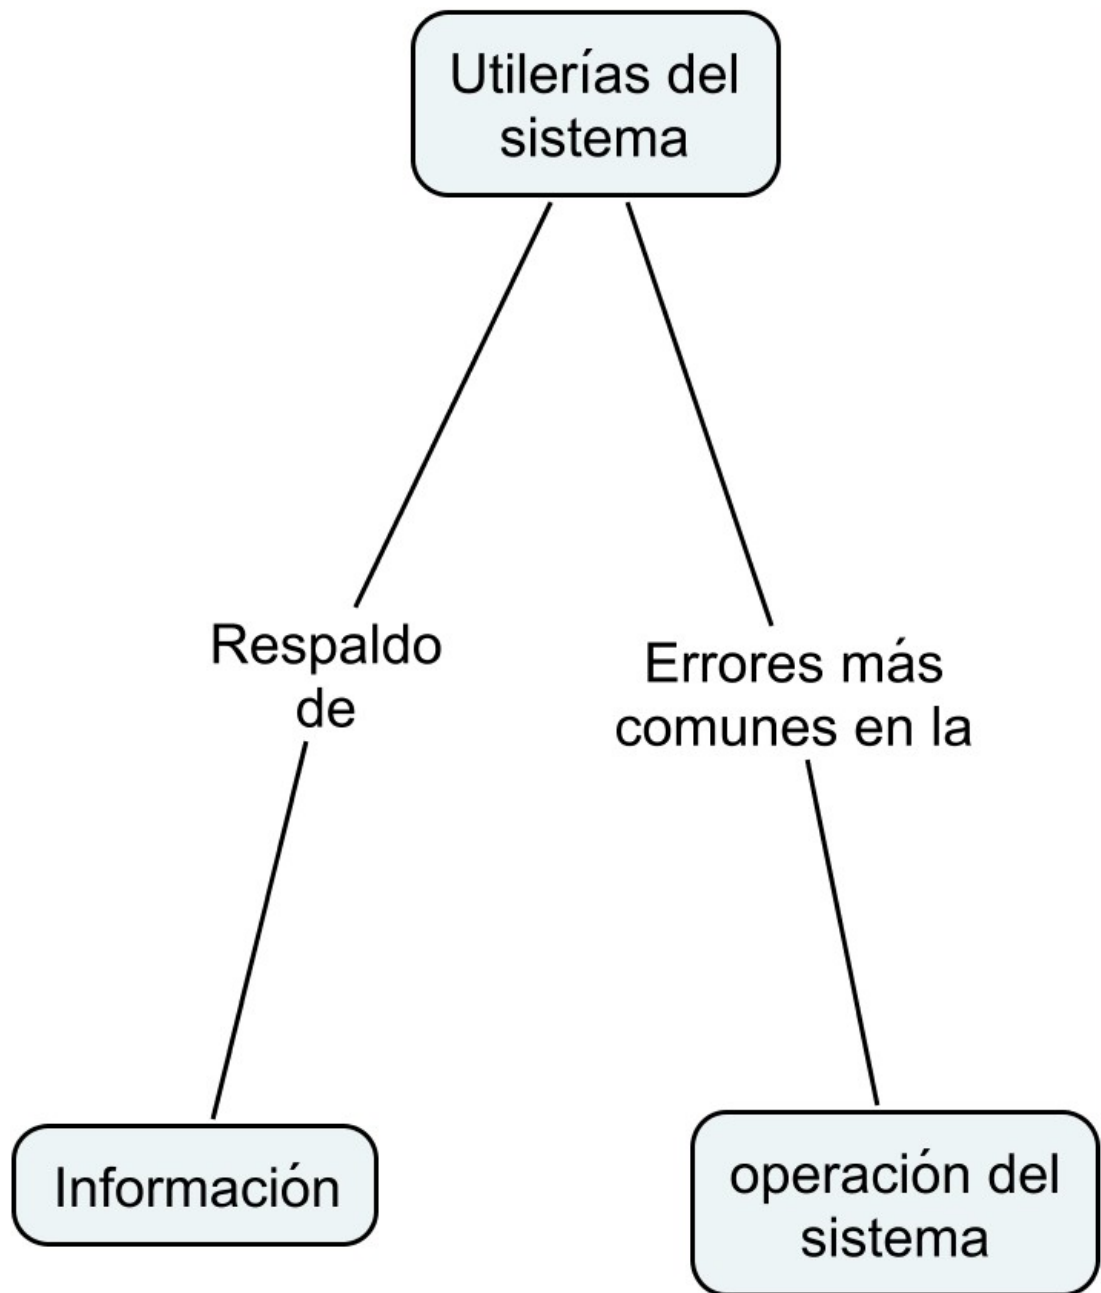 Utilerías del
sistema
Respaldo
de
Errores más
comunes en la
Información
operación del
sistema